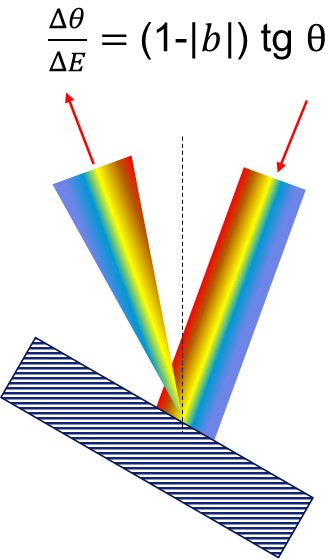 Δθ/ΔE = (1-|b|) tg θ